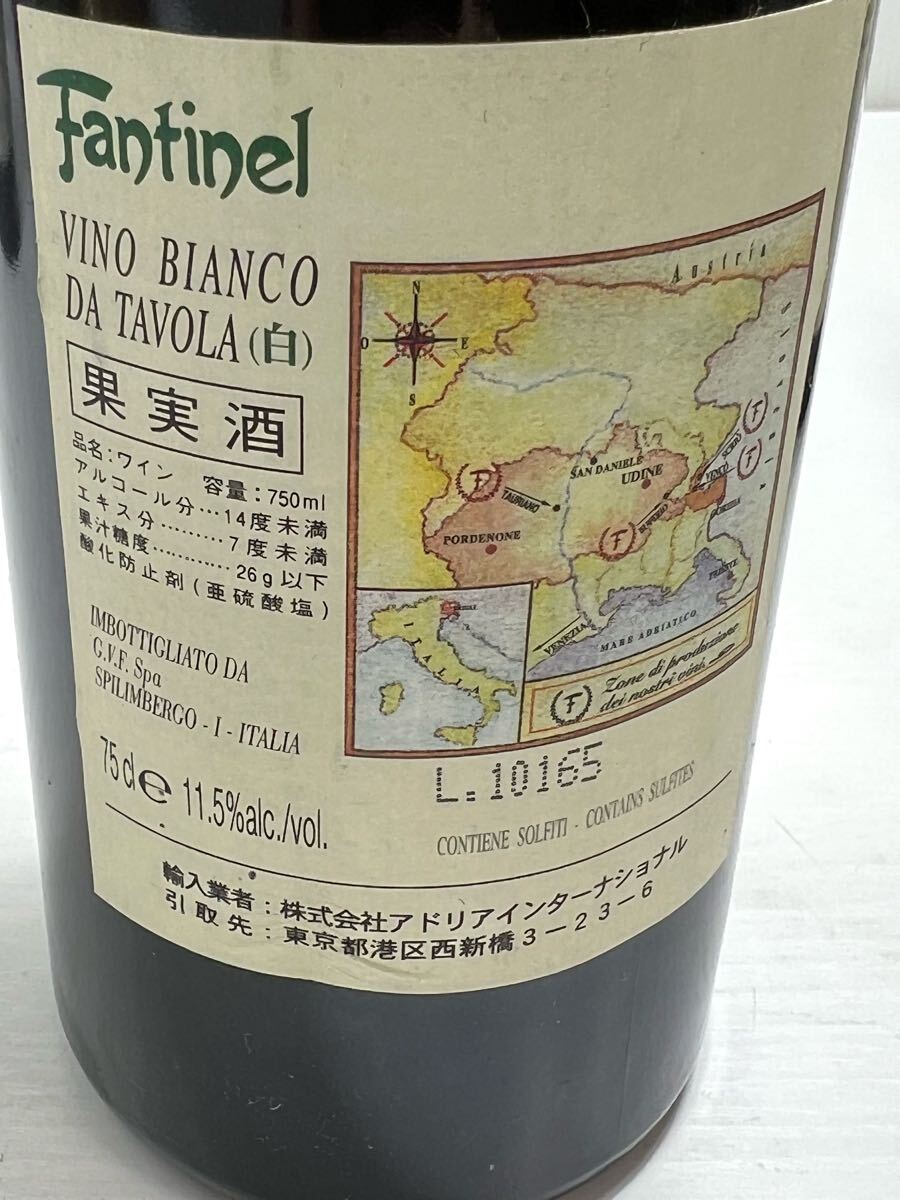 Fantinel
VINO BIANCO
DA TAVOLA (白)
果実酒
品名:ワイン 容量:750ml
アルコール分…14度未満
エキス分………7度未満
果汁糖度…………26g以下
酸化防止剤(亜硫酸塩)
IMBOTTIGLIATO DA
G.V.F. Spa
SPILIMBERGO - I - ITALIA
75cl e 11.5%alc./vol.
Austria
N
O E
S
SAN DANIELE
UDINE
TAURIANO
PORDENONE
VENCÒ
GORIZIA
TRIESTE
VENEZIA
MARE ADRIATICO
ITALIA
F Zone di produzione
dei nostri vini
L.10165
CONTIENE SOLFITI - CONTAINS SULFITES
輸入業者:株式会社アドリアインターナショナル
引取先:東京都港区西新橋3-23-6